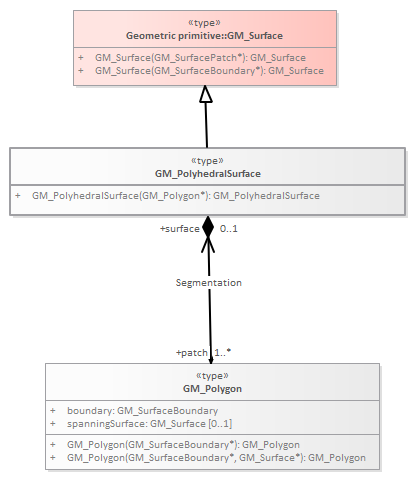 «type»
Geometric primitive::GM_Surface
+ GM_Surface(GM_SurfacePatch*): GM_Surface
+ GM_Surface(GM_SurfaceBoundary*): GM_Surface
«type»
GM_PolyhedralSurface
+ GM_PolyhedralSurface(GM_Polygon*): GM_PolyhedralSurface
+surface 0..1
Segmentation
+patch 1..*
«type»
GM_Polygon
+ boundary: GM_SurfaceBoundary
+ spanningSurface: GM_Surface [0..1]
+ GM_Polygon(GM_SurfaceBoundary*): GM_Polygon
+ GM_Polygon(GM_SurfaceBoundary*, GM_Surface*): GM_Polygon